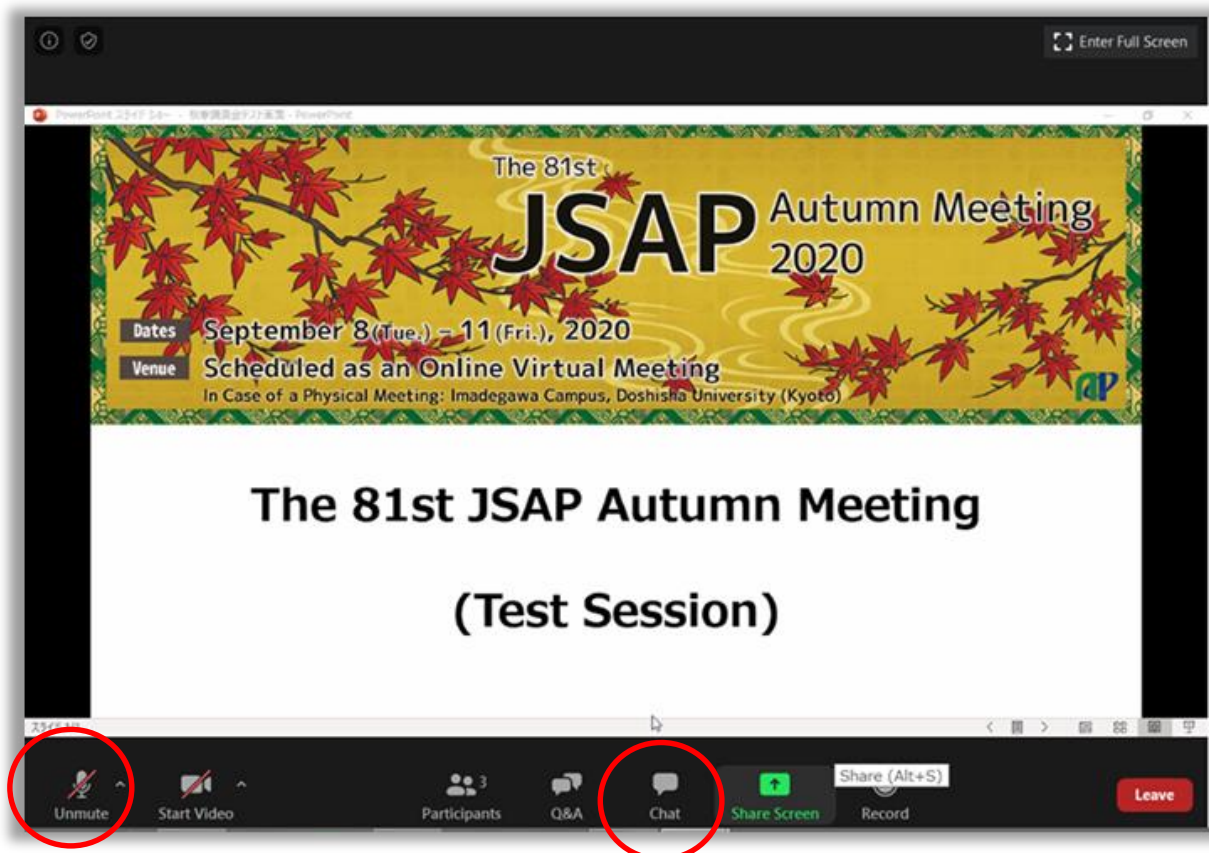 Enter Full Screen
The 81st
JSAP Autumn Meeting
2020
Dates September 8(Tue.) – 11(Fri.), 2020
Venue Scheduled as an Online Virtual Meeting
In Case of a Physical Meeting: Imadegawa Campus, Doshisha University (Kyoto)
The 81st JSAP Autumn Meeting
(Test Session)
Share (Alt+S)
3
Unmute Start Video Participants Q&A Chat Share Screen Record Leave